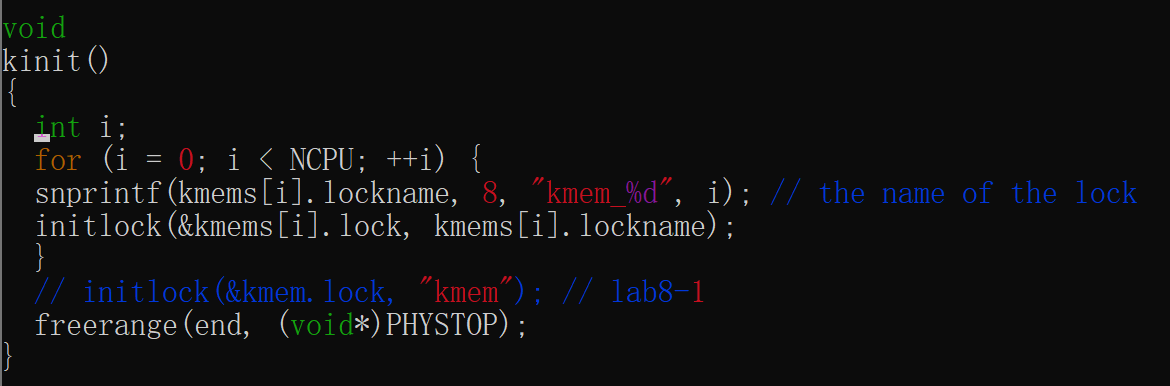 void
kinit()
{
  int i;
  for (i = 0; i < NCPU; ++i) {
  snprintf(kmems[i].lockname, 8, "kmem_%d", i); // the name of the lock
  initlock(&kmems[i].lock, kmems[i].lockname);
  }
  // initlock(&kmem.lock, "kmem"); // lab8-1
  freerange(end, (void*)PHYSTOP);
}